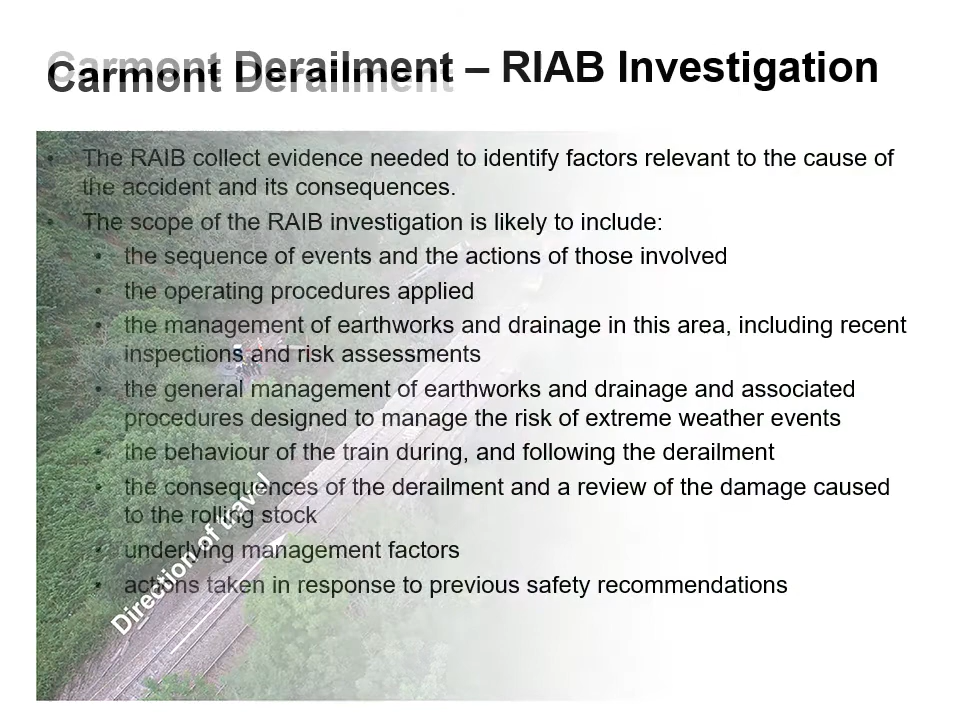 Carmont Derailment – RIAB Investigation
• The RAIB collect evidence needed to identify factors relevant to the cause of
the accident and its consequences.
• The scope of the RAIB investigation is likely to include:
• the sequence of events and the actions of those involved
• the operating procedures applied
• the management of earthworks and drainage in this area, including recent
inspections and risk assessments
• the general management of earthworks and drainage and associated
procedures designed to manage the risk of extreme weather events
• the behaviour of the train during, and following the derailment
• the consequences of the derailment and a review of the damage caused
to the rolling stock
• underlying management factors
• actions taken in response to previous safety recommendations
Direction of travel